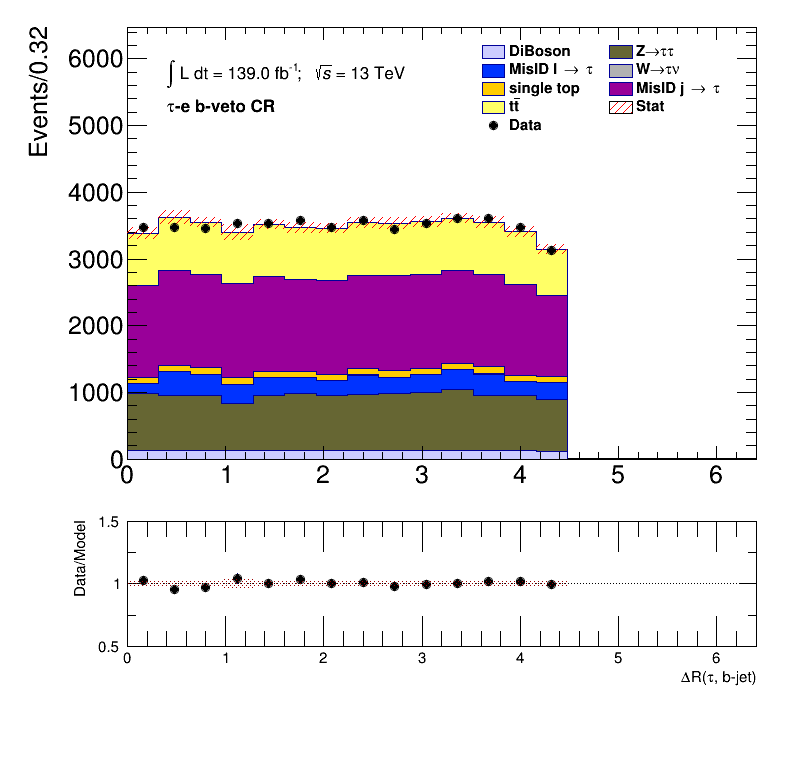 Events/0.32
6000
5000
4000
3000
2000
1000
0
0 1 2 3 4 5 6
∫ L dt = 139.0 fb⁻¹; √s = 13 TeV
τ-e b-veto CR
DiBoson
MisID l → τ
single top
tt̄
Data
Z→ττ
W→τν
MisID j → τ
Stat
Data/Model
1.5
1
0.5
0 1 2 3 4 5 6
ΔR(τ, b-jet)